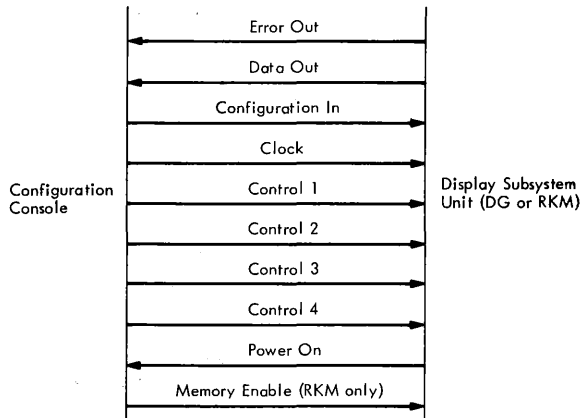 Error Out
Data Out
Configuration In
Clock
Configuration
Console
Control 1
Display Subsystem
Unit (DG or RKM)
Control 2
Control 3
Control 4
Power On
Memory Enable (RKM only)